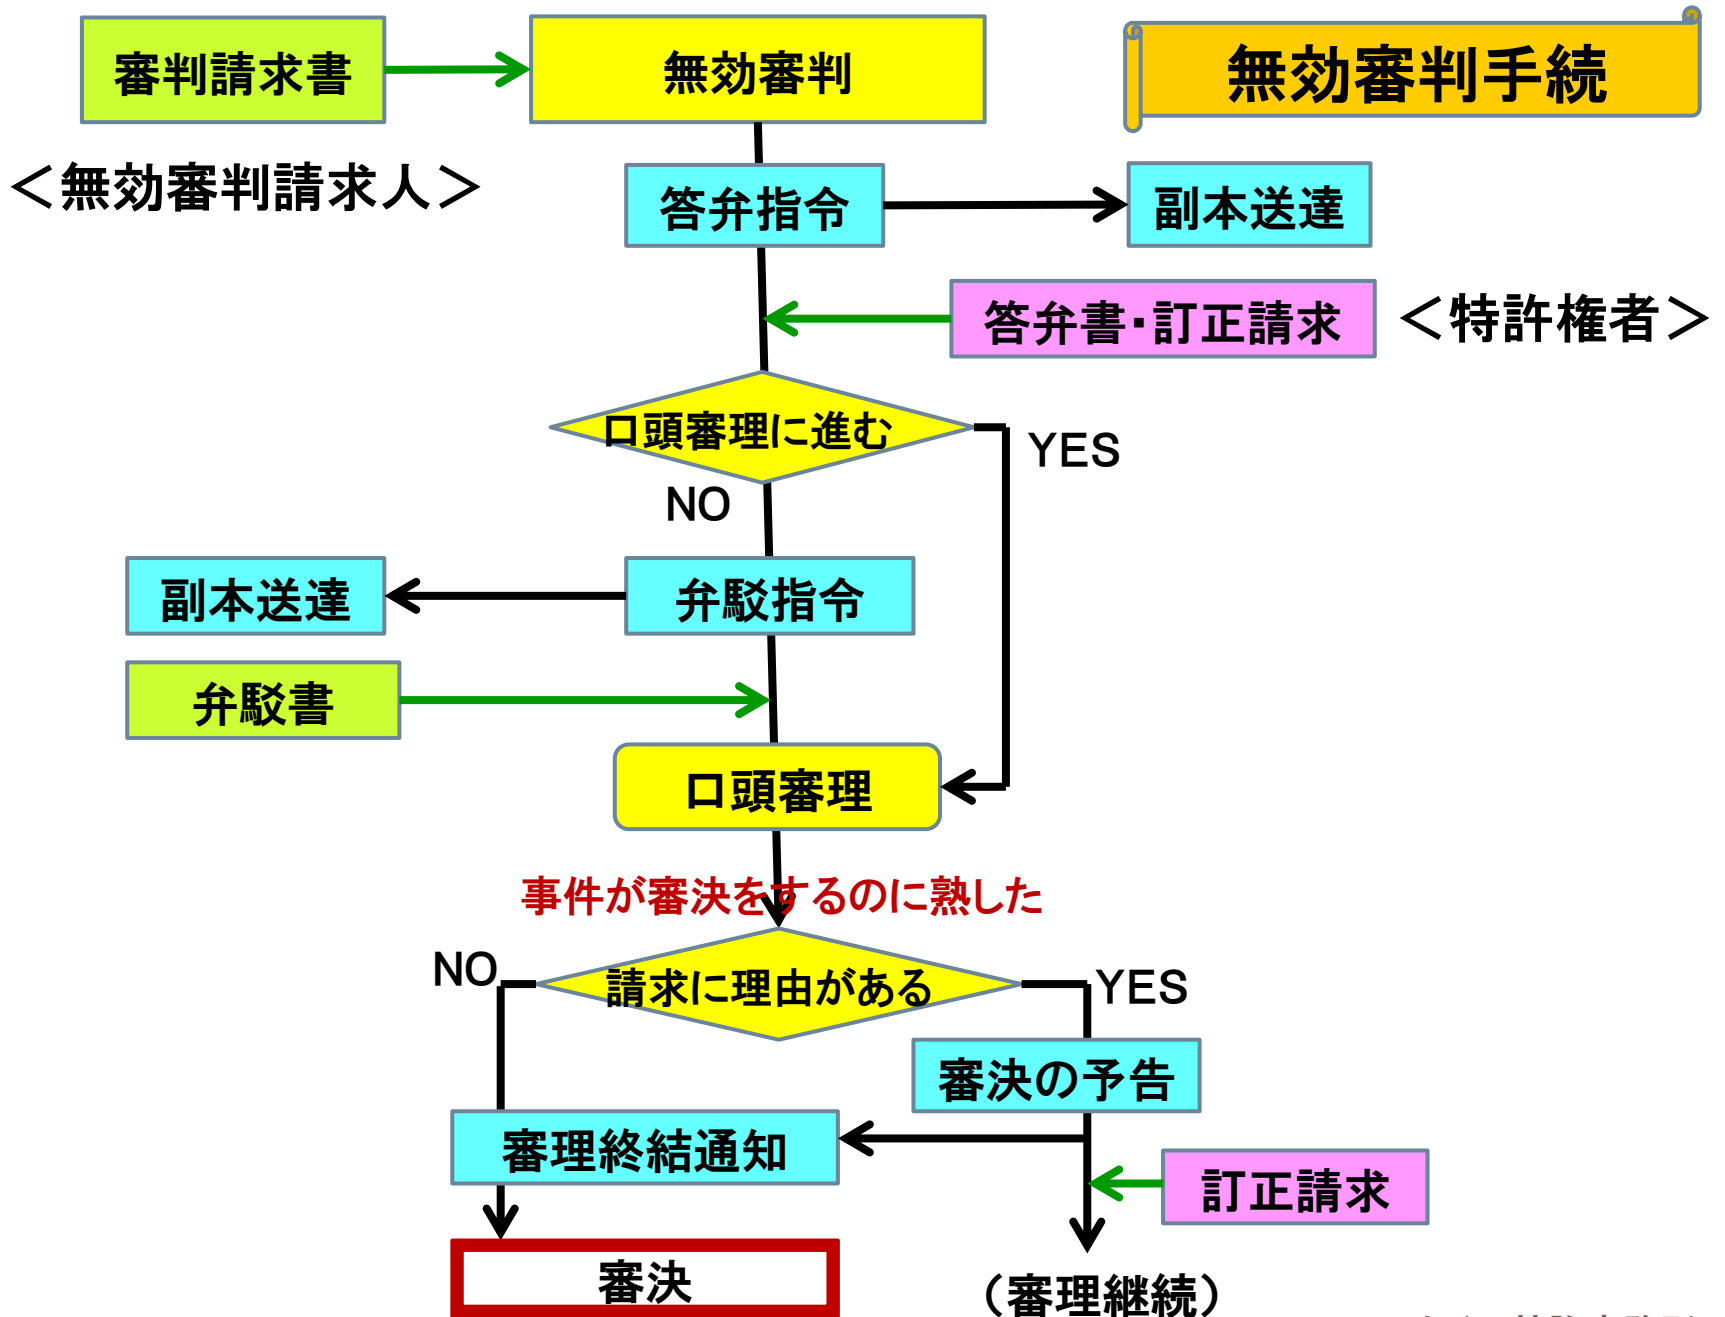 審判請求書
無効審判
無効審判手続
＜無効審判請求人＞
答弁指令
副本送達
答弁書・訂正請求
＜特許権者＞
口頭審理に進む
YES
NO
副本送達
弁駁指令
弁駁書
口頭審理
事件が審決をするのに熟した
NO
請求に理由がある
YES
審決の予告
審理終結通知
訂正請求
審決
（審理継続）